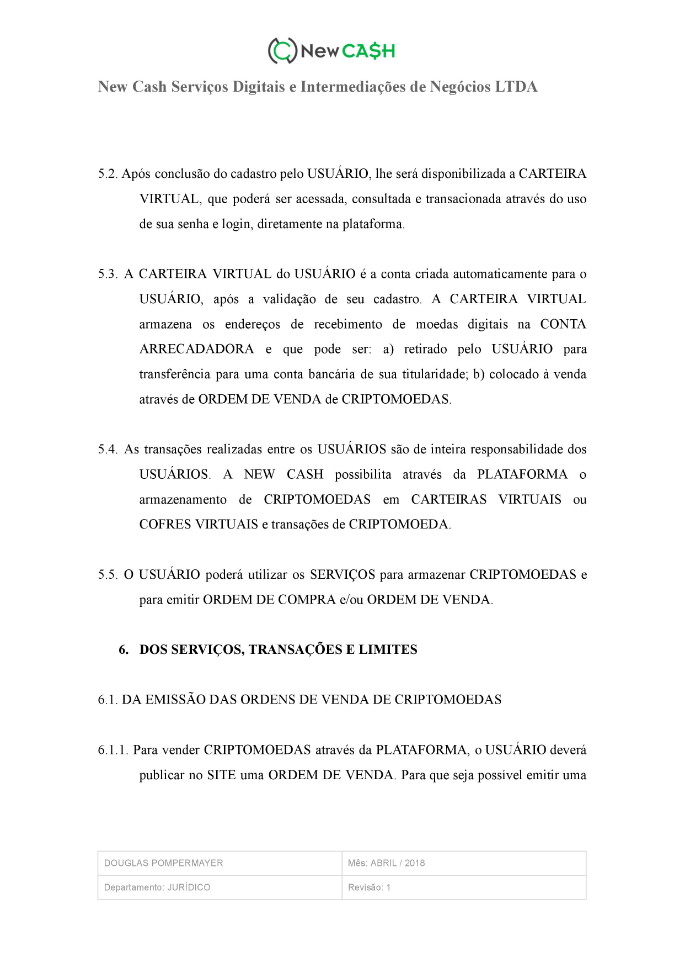 New CA$H
New Cash Serviços Digitais e Intermediações de Negócios LTDA
5.2. Após conclusão do cadastro pelo USUÁRIO, lhe será disponibilizada a CARTEIRA
VIRTUAL, que poderá ser acessada, consultada e transacionada através do uso
de sua senha e login, diretamente na plataforma.
5.3. A CARTEIRA VIRTUAL do USUÁRIO é a conta criada automaticamente para o
USUÁRIO, após a validação de seu cadastro. A CARTEIRA VIRTUAL
armazena os endereços de recebimento de moedas digitais na CONTA
ARRECADADORA e que pode ser: a) retirado pelo USUÁRIO para
transferência para uma conta bancária de sua titularidade; b) colocado à venda
através de ORDEM DE VENDA de CRIPTOMOEDAS.
5.4. As transações realizadas entre os USUÁRIOS são de inteira responsabilidade dos
USUÁRIOS. A NEW CASH possibilita através da PLATAFORMA o
armazenamento de CRIPTOMOEDAS em CARTEIRAS VIRTUAIS ou
COFRES VIRTUAIS e transações de CRIPTOMOEDA.
5.5. O USUÁRIO poderá utilizar os SERVIÇOS para armazenar CRIPTOMOEDAS e
para emitir ORDEM DE COMPRA e/ou ORDEM DE VENDA.
6. DOS SERVIÇOS, TRANSAÇÕES E LIMITES
6.1. DA EMISSÃO DAS ORDENS DE VENDA DE CRIPTOMOEDAS
6.1.1. Para vender CRIPTOMOEDAS através da PLATAFORMA, o USUÁRIO deverá
publicar no SITE uma ORDEM DE VENDA. Para que seja possível emitir uma
DOUGLAS POMPERMAYER
Mês: ABRIL / 2018
Departamento: JURÍDICO
Revisão: 1